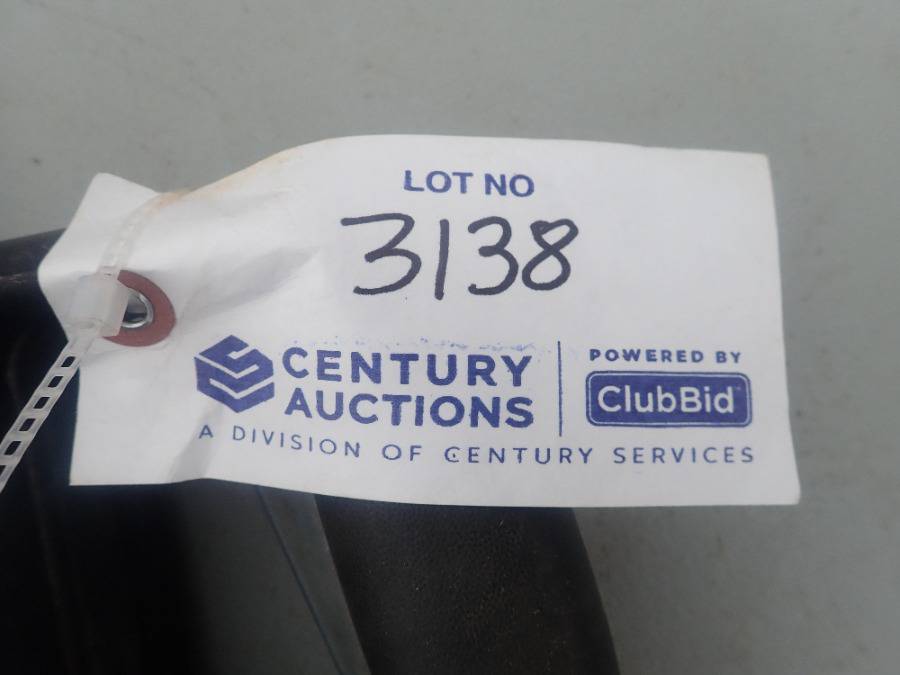 LOT NO
3138
CENTURY
AUCTIONS
A DIVISION OF CENTURY SERVICES
POWERED BY
ClubBid